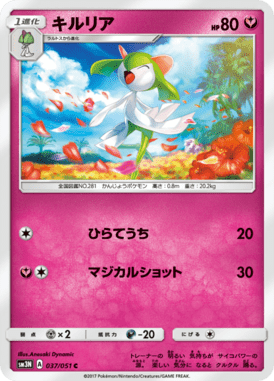 1進化 キルリア HP80
ラルトスから進化
全国図鑑NO.281 かんじょうポケモン 高さ:0.8m 重さ:20.2kg
ひらてうち 20
マジカルショット 30
弱点 ×2 抵抗力 -20 にげる
Illus. Anesaki Dynamic
SM3N A 037/051 C
トレーナーの 明るい 気持ちが サイコパワーの
©2017 Pokémon/Nintendo/Creatures/GAME FREAK.